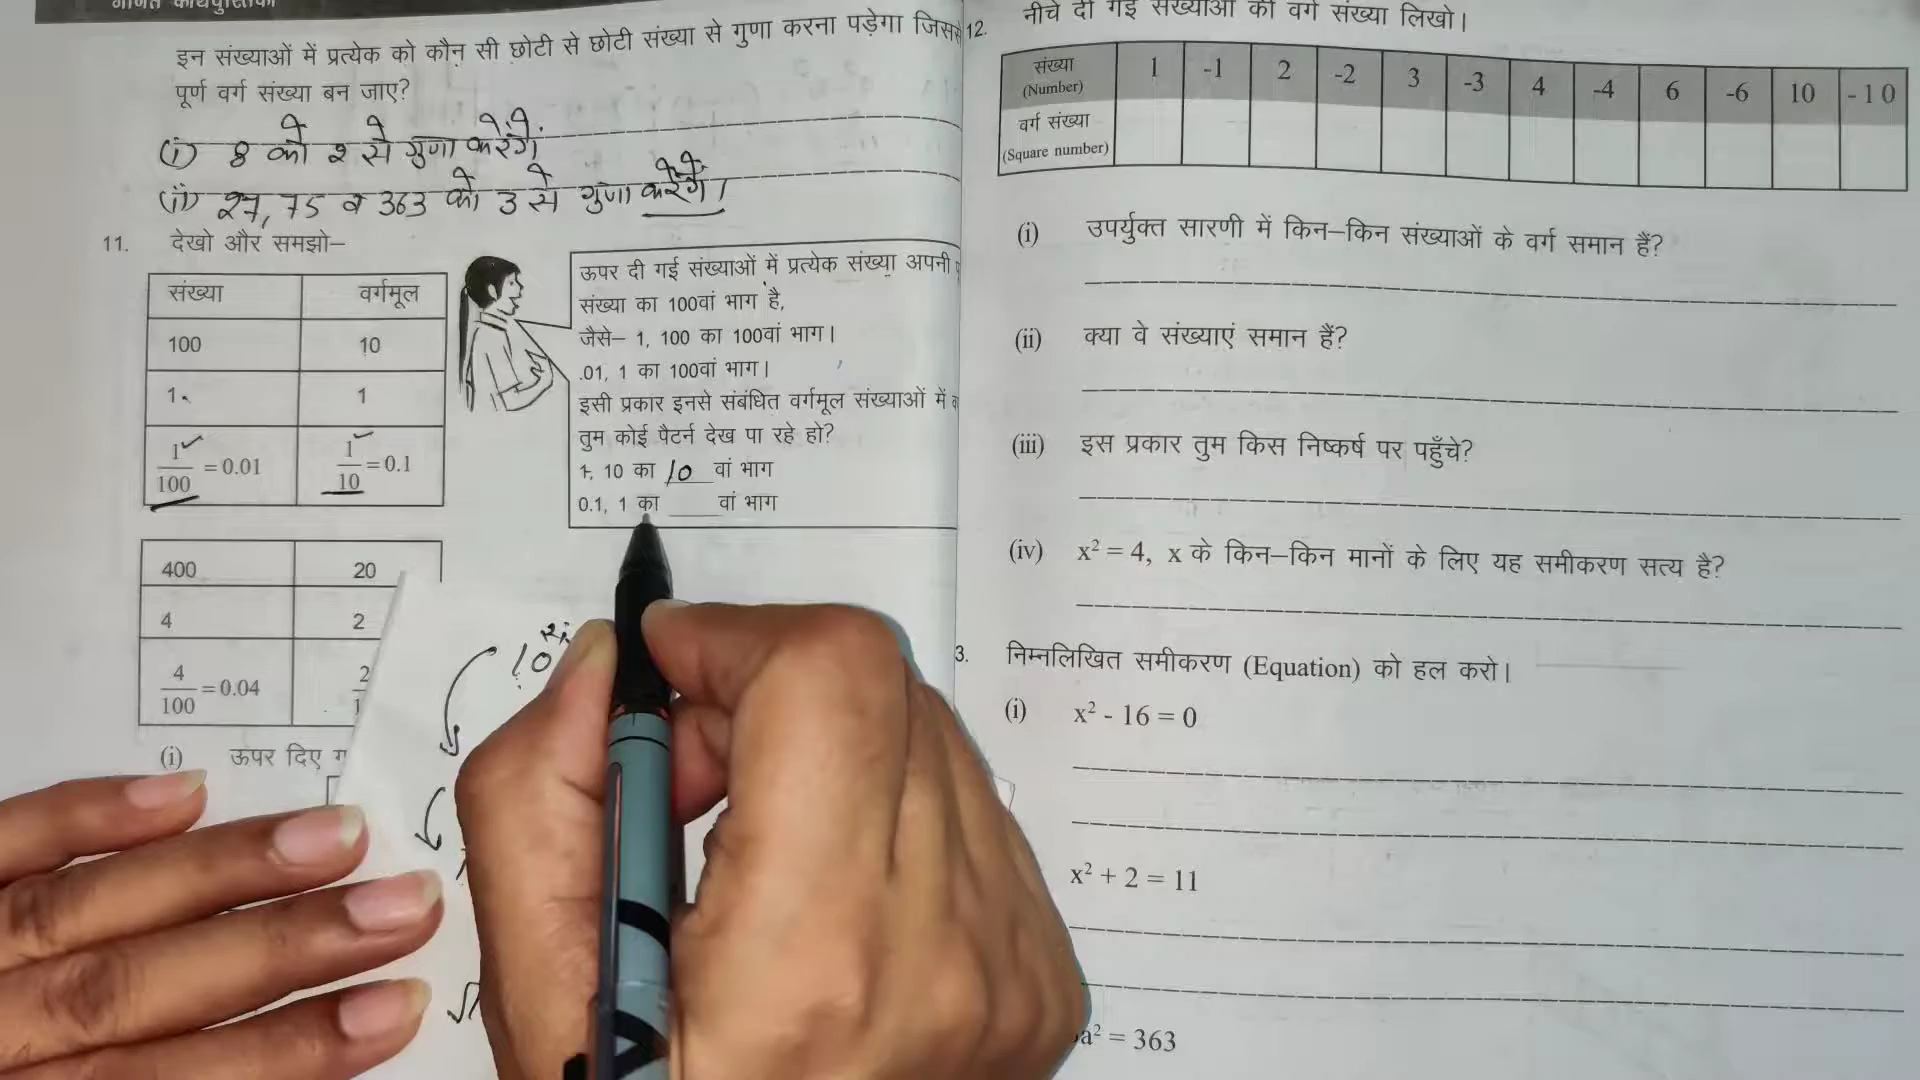 गणित कार्यपुस्तिका
इन संख्याओं में प्रत्येक को कौन सी छोटी से छोटी संख्या से गुणा करना पड़ेगा जिससे
पूर्ण वर्ग संख्या बन जाए?
(i) 8 को 2 से गुणा करेंगे
(ii) 27, 75 व 363 को 3 से गुणा करेंगे।
11. देखो और समझो–
संख्या वर्गमूल
100 10
1 1
1/100 = 0.01 1/10 = 0.1
ऊपर दी गई संख्याओं में प्रत्येक संख्या अपनी
संख्या का 100वां भाग है,
जैसे– 1, 100 का 100वां भाग।
.01, 1 का 100वां भाग।
इसी प्रकार इनसे संबंधित वर्गमूल संख्याओं में
तुम कोई पैटर्न देख पा रहे हो?
1, 10 का 10 वां भाग
0.1, 1 का ____ वां भाग
400 20
4 2
4/100 = 0.04 2
(i) ऊपर दिए
10
12. नीचे दी गई संख्याओं की वर्ग संख्या लिखो।
संख्या (Number) 1 -1 2 -2 3 -3 4 -4 6 -6 10 -10
वर्ग संख्या (Square number)
(i) उपर्युक्त सारणी में किन–किन संख्याओं के वर्ग समान हैं?
(ii) क्या वे संख्याएं समान हैं?
(iii) इस प्रकार तुम किस निष्कर्ष पर पहुँचे?
(iv) x² = 4, x के किन–किन मानों के लिए यह समीकरण सत्य है?
3. निम्नलिखित समीकरण (Equation) को हल करो।
(i) x² - 16 = 0
x² + 2 = 11
a² = 363